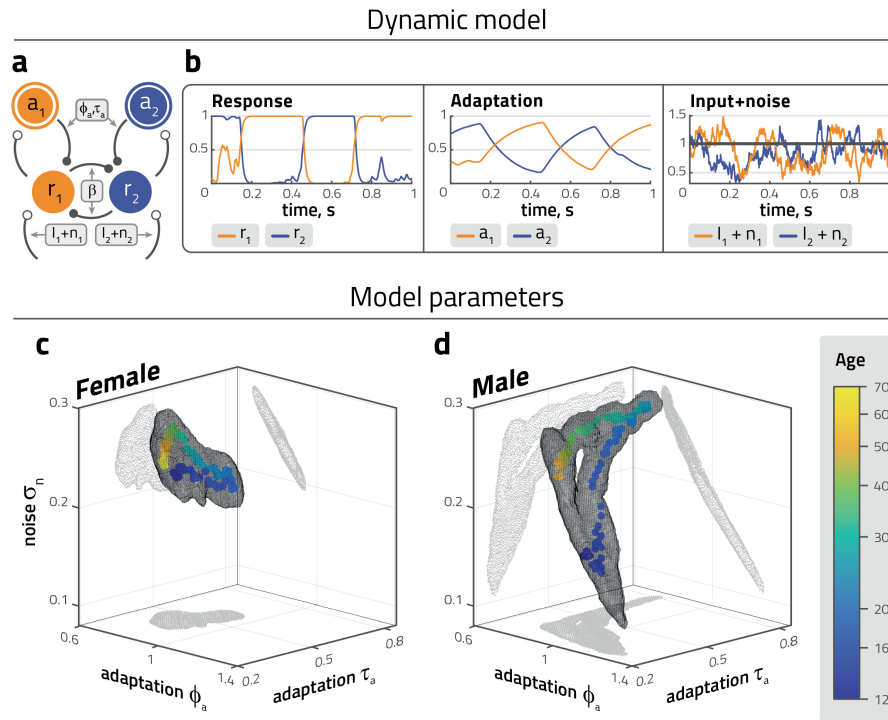 Dynamic model
a
b
a₁
a₂
ϕₐ,τₐ
r₁
r₂
β
I₁+n₁
I₂+n₂
Response
1
0.5
0
0.2
0.4
0.6
0.8
1
time, s
r₁
r₂
Adaptation
1
0.5
0
0.2
0.4
0.6
0.8
1
time, s
a₁
a₂
Input+noise
1.5
1
0.5
0
0.2
0.4
0.6
0.8
time, s
I₁ + n₁
I₂ + n₂
Model parameters
c
Female
0.3
0.2
0.1
noise σₙ
0.6
1
1.4
adaptation ϕₐ
0.2
0.5
0.8
adaptation τₐ
d
Male
0.3
0.2
0.1
0.6
1
1.4
adaptation ϕₐ
0.2
0.5
0.8
adaptation τₐ
Age
70
60
50
40
30
20
16
12